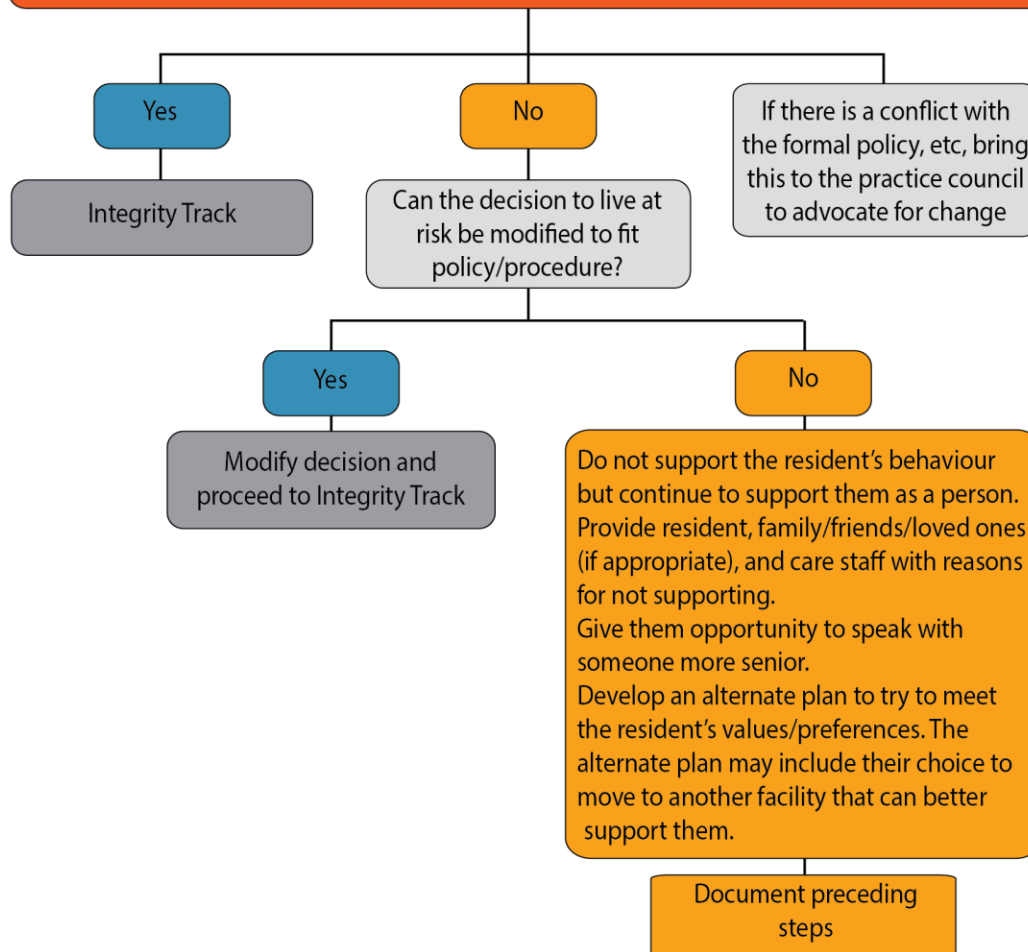 Yes
No
If there is a conflict with
the formal policy, etc, bring
this to the practice council
to advocate for change
Integrity Track
Can the decision to live at
risk be modified to fit
policy/procedure?
Yes
No
Modify decision and
proceed to Integrity Track
Do not support the resident’s behaviour
but continue to support them as a person.
Provide resident, family/friends/loved ones
(if appropriate), and care staff with reasons
for not supporting.
Give them opportunity to speak with
someone more senior.
Develop an alternate plan to try to meet
the resident’s values/preferences. The
alternate plan may include their choice to
move to another facility that can better
support them.
Document preceding
steps